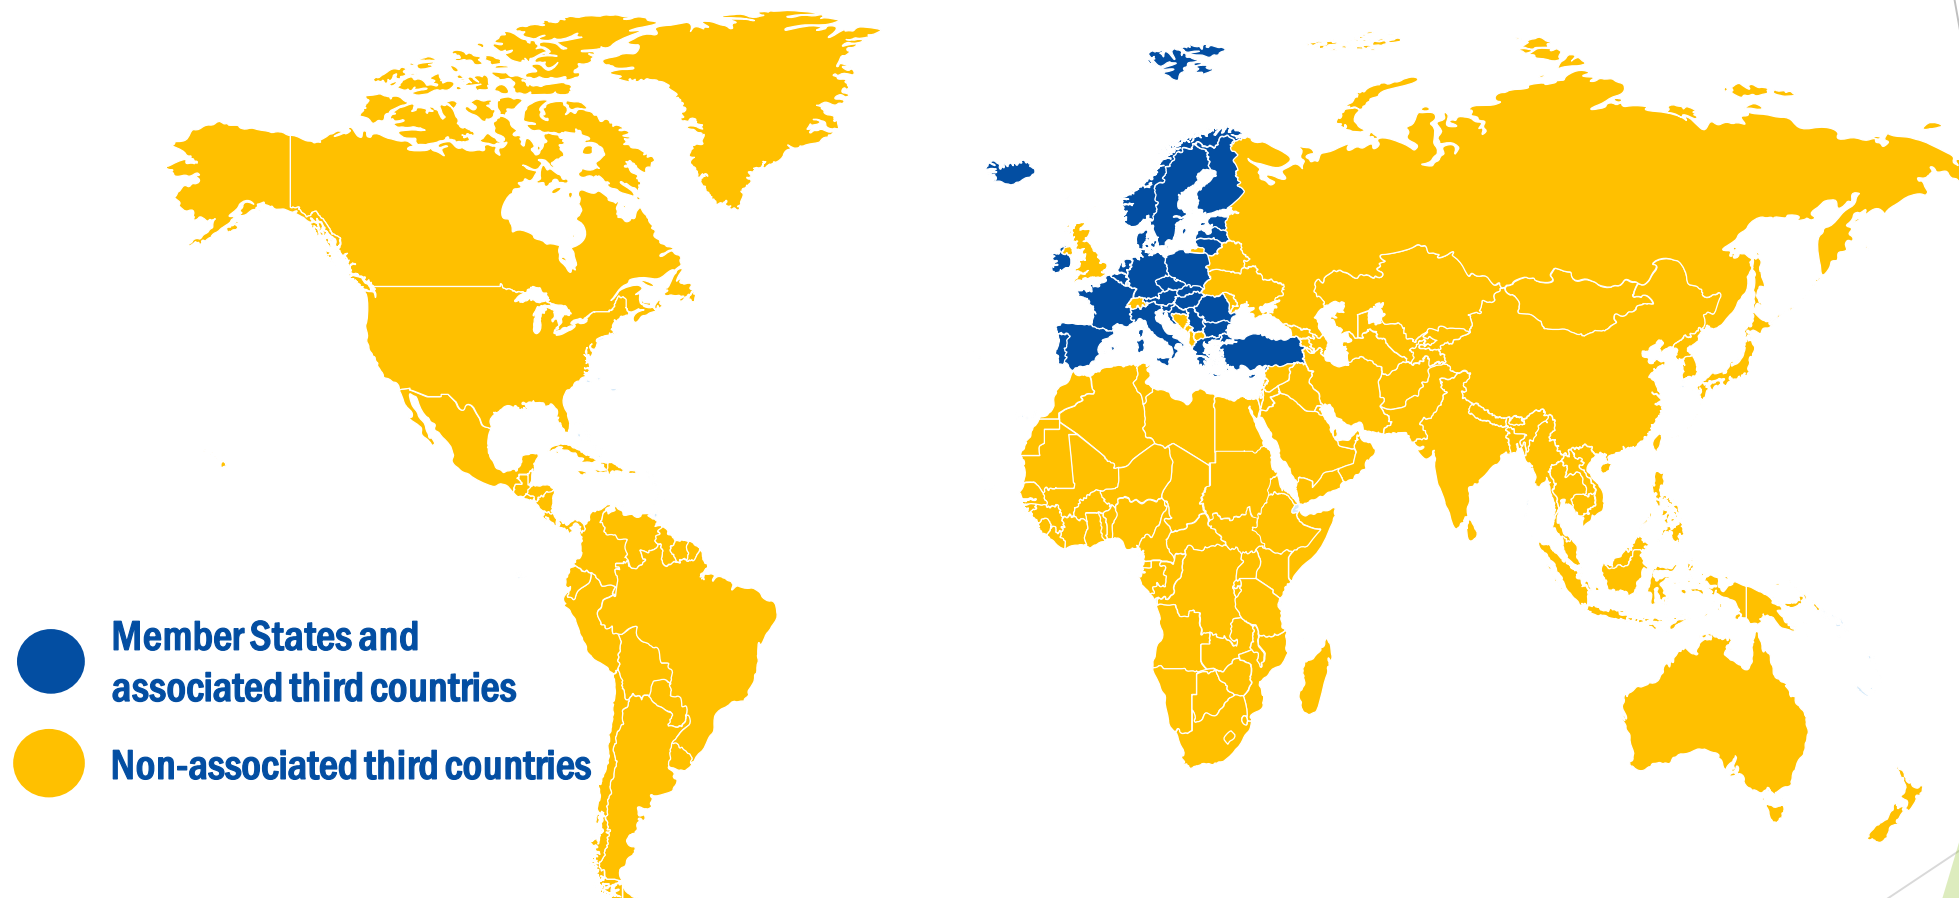 Member States and
associated third countries
Non-associated third countries